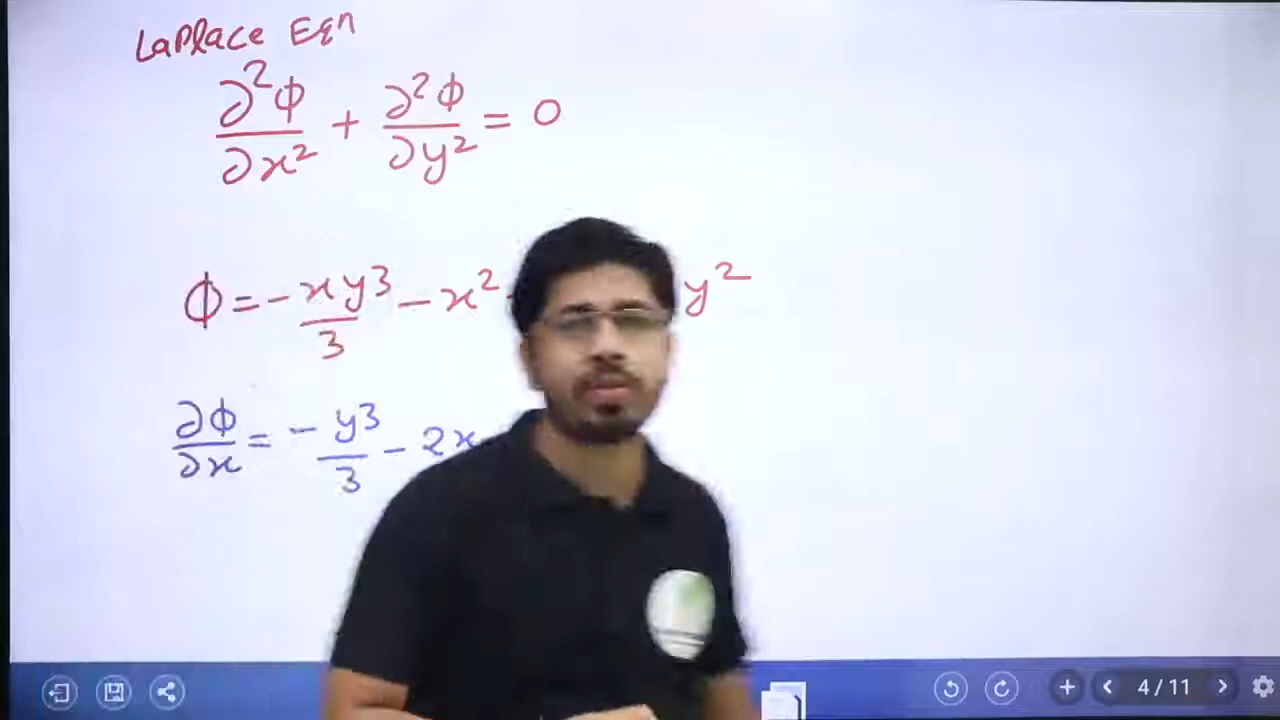 Laplace Eqn
∂²ϕ/∂x² + ∂²ϕ/∂y² = 0
ϕ = - xy3/3 - x² y²
∂ϕ/∂x = - y3/3 - 2x
4 / 11